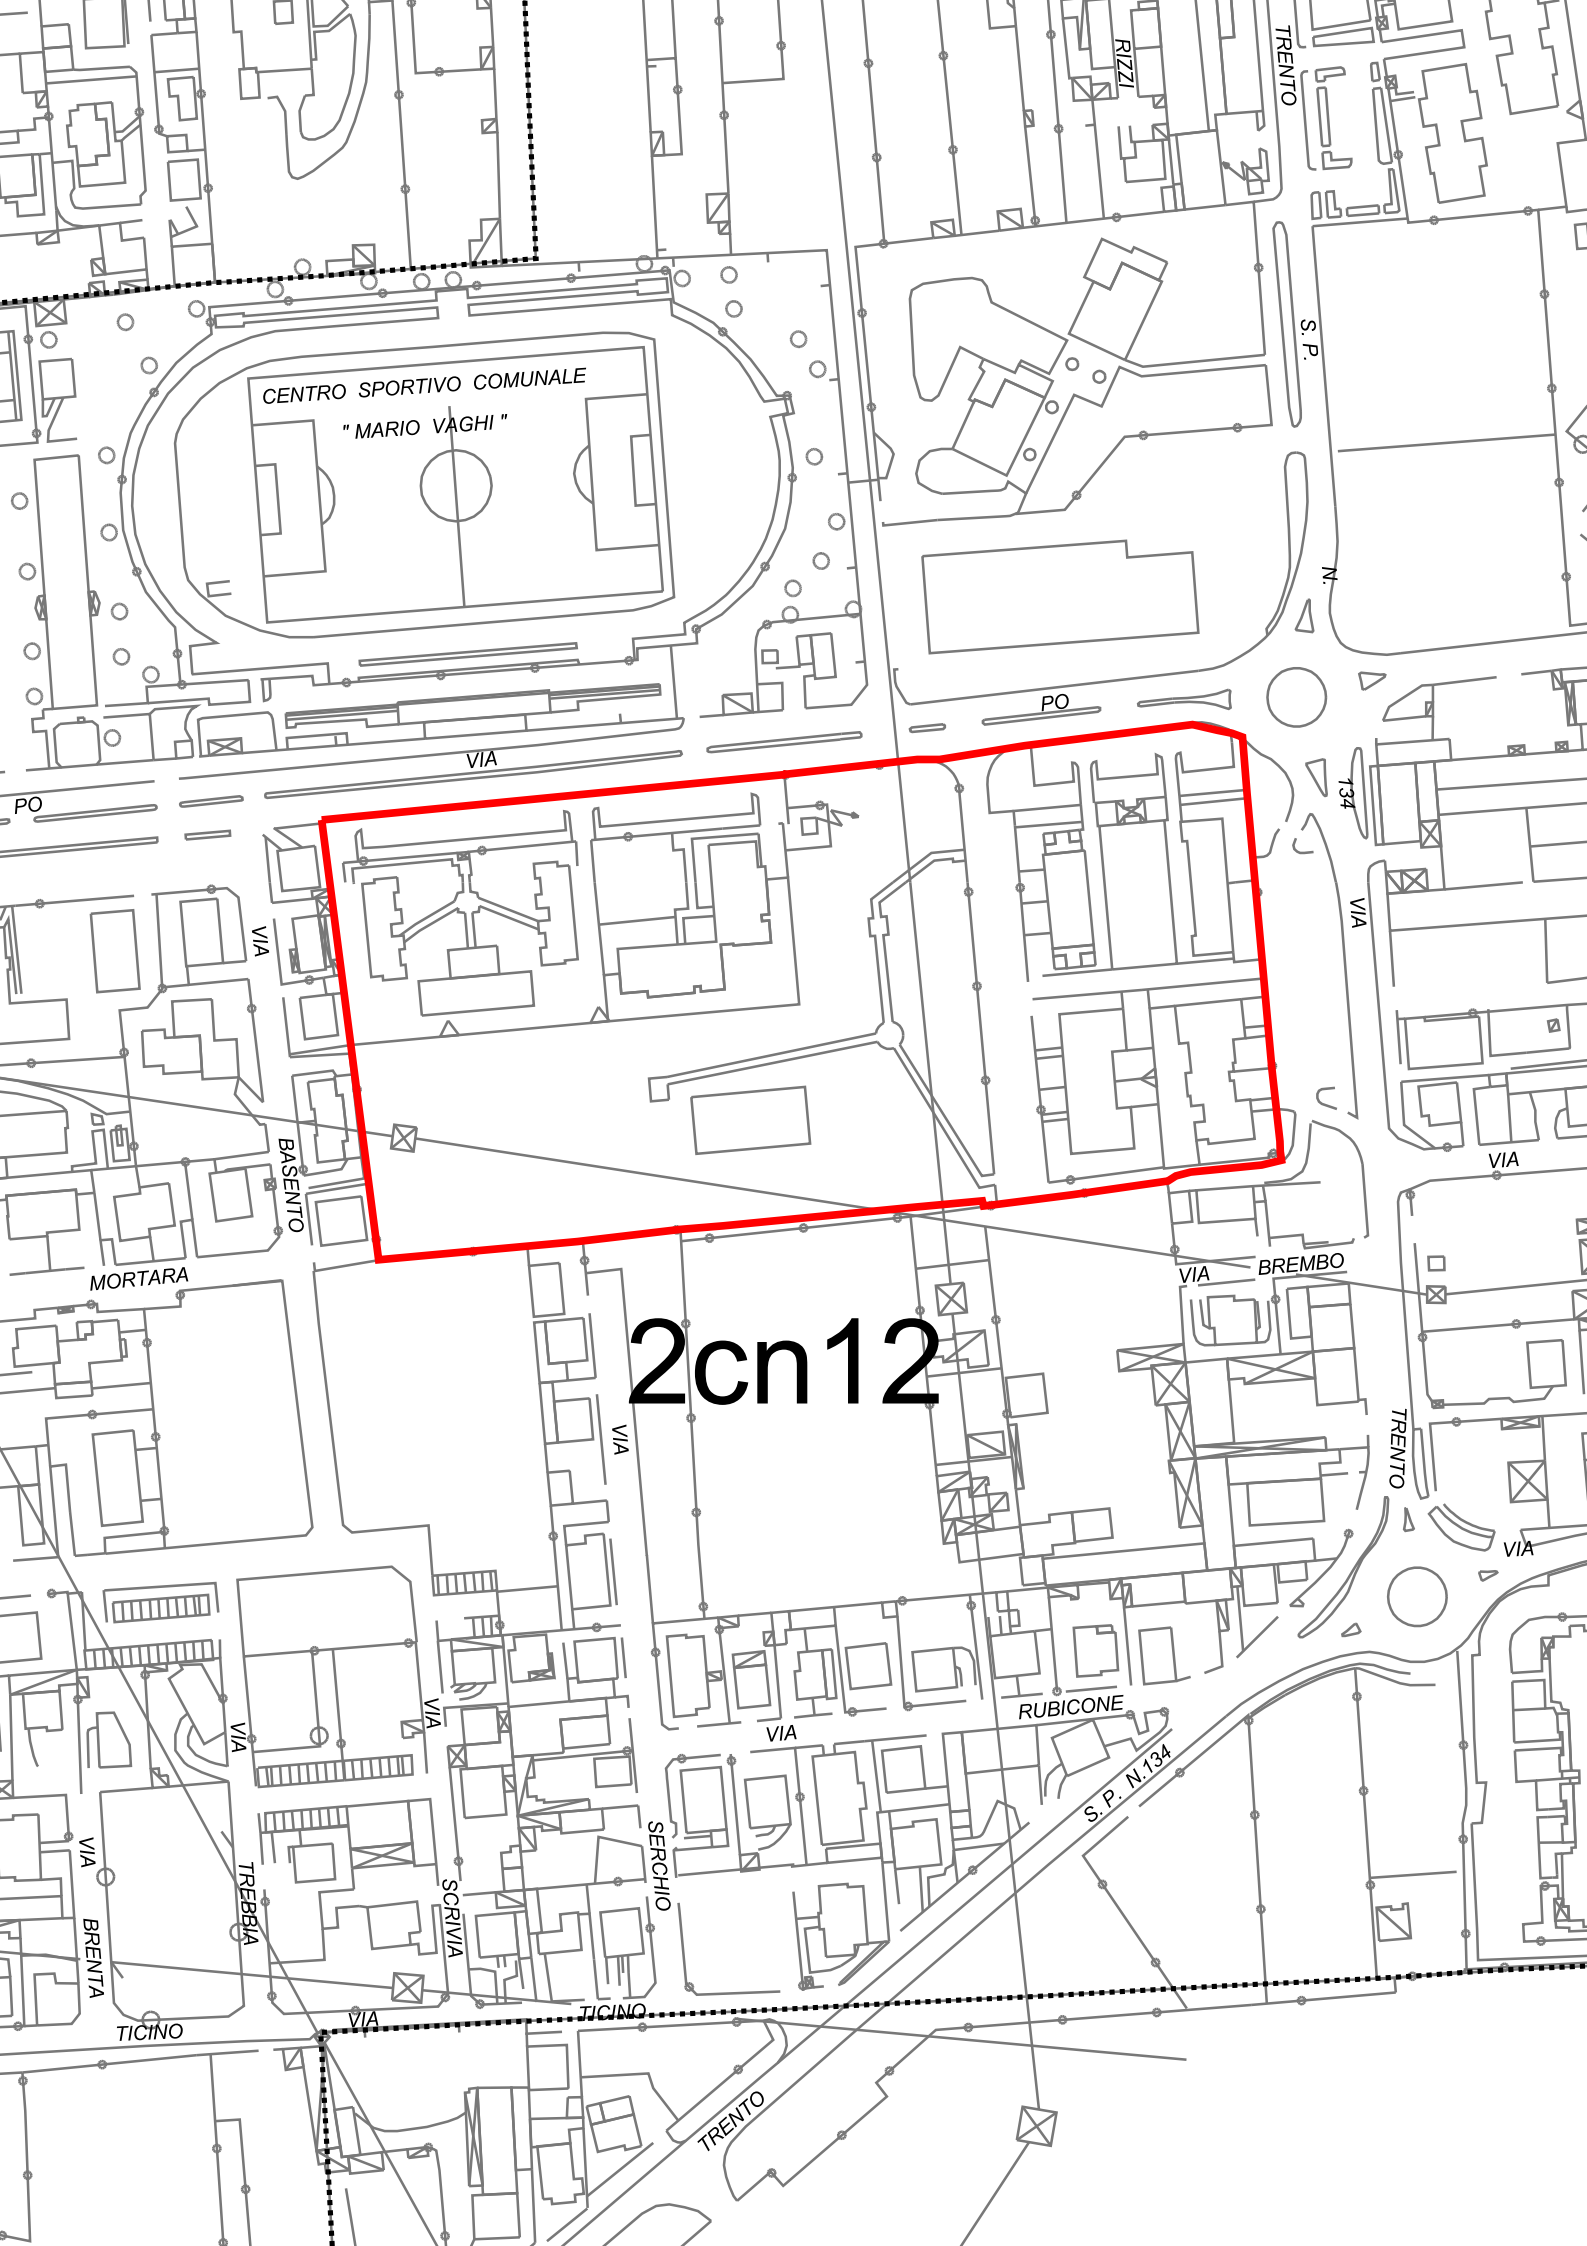 RIZZI
TRENTO
S. P.
CENTRO SPORTIVO COMUNALE
" MARIO VAGHI "
N.
PO
VIA
134
PO
VIA
VIA
BASENTO
VIA
MORTARA
VIA
BREMBO
2cn12
VIA
TRENTO
VIA
VIA
RUBICONE
VIA
VIA
VIA
S. P. N.134
VIA
SERCHIO
TREBBIA
SCRIVIA
BRENTA
TICINO
VIA
TICINO
TRENTO